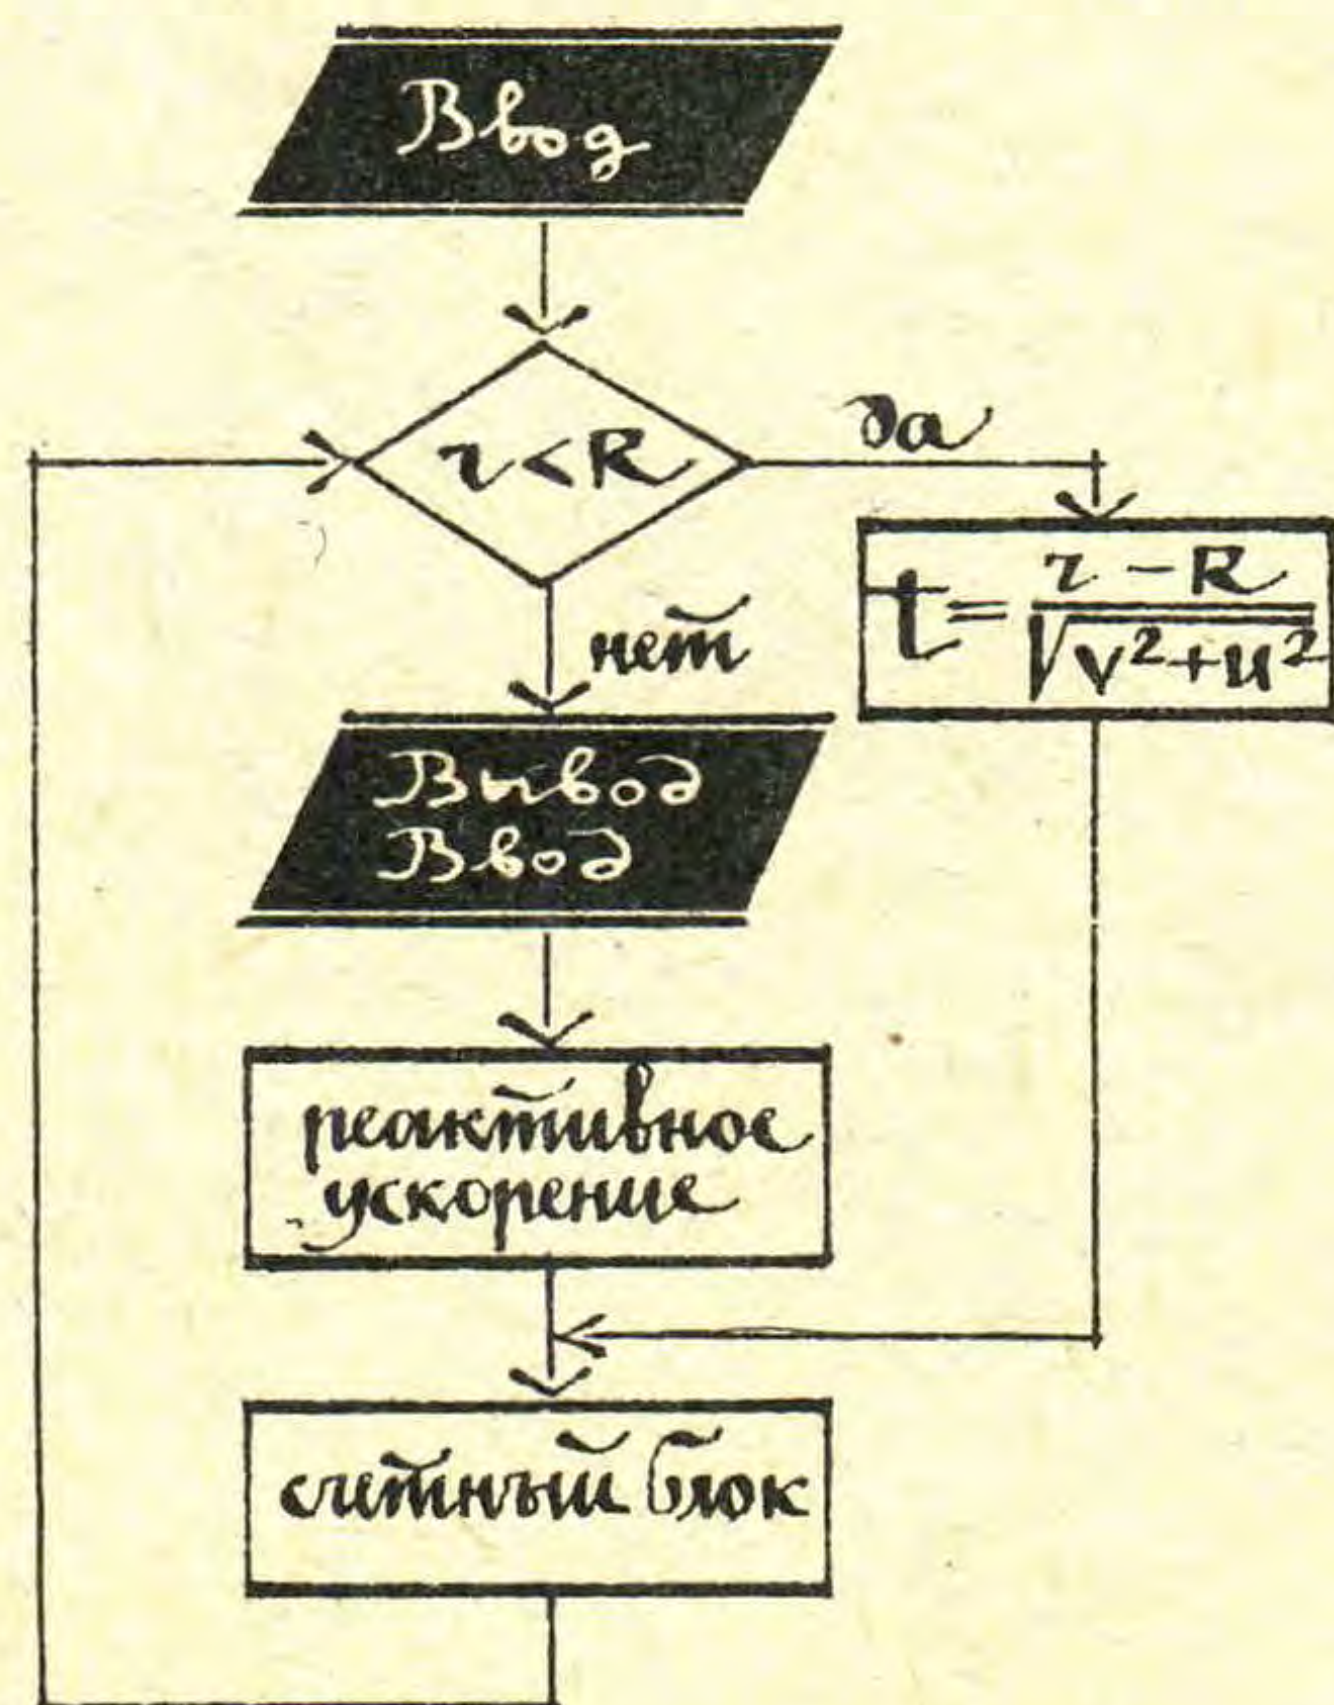 Ввод
r < R
да
t = (r - R) / √(v² + u²)
нет
Вывод
Ввод
реактивное
ускорение
счетный блок